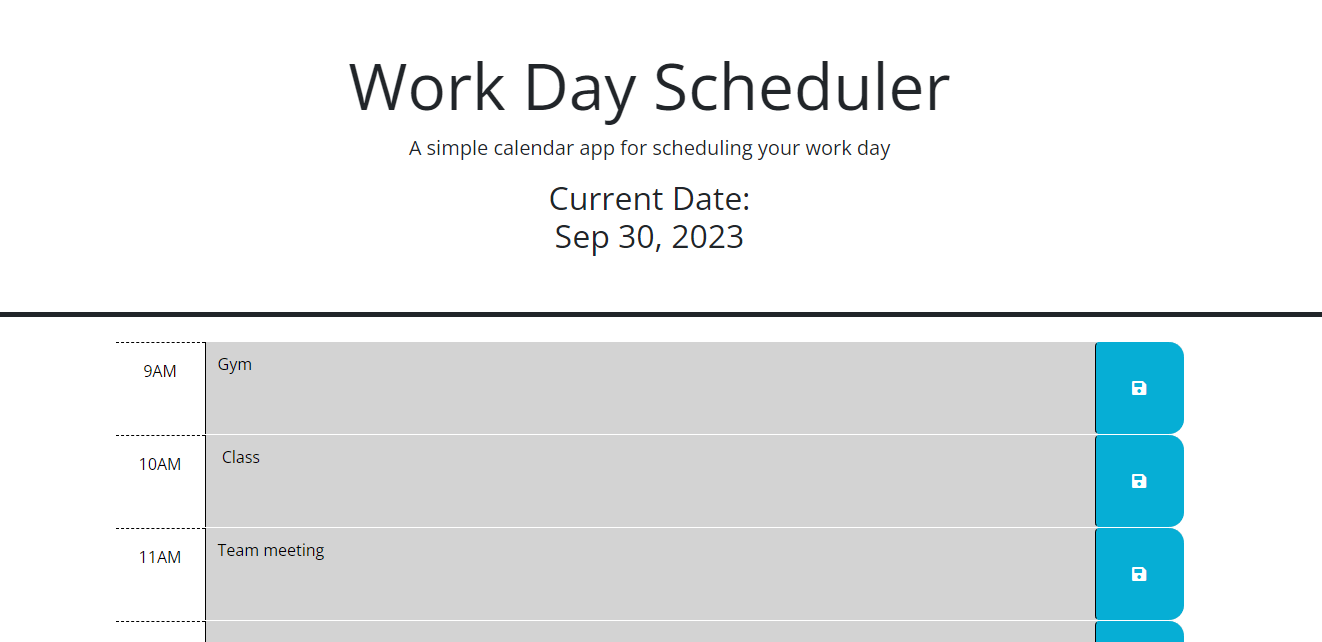 Work Day Scheduler
A simple calendar app for scheduling your work day
Current Date:
Sep 30, 2023
9AM
Gym
10AM
Class
11AM
Team meeting